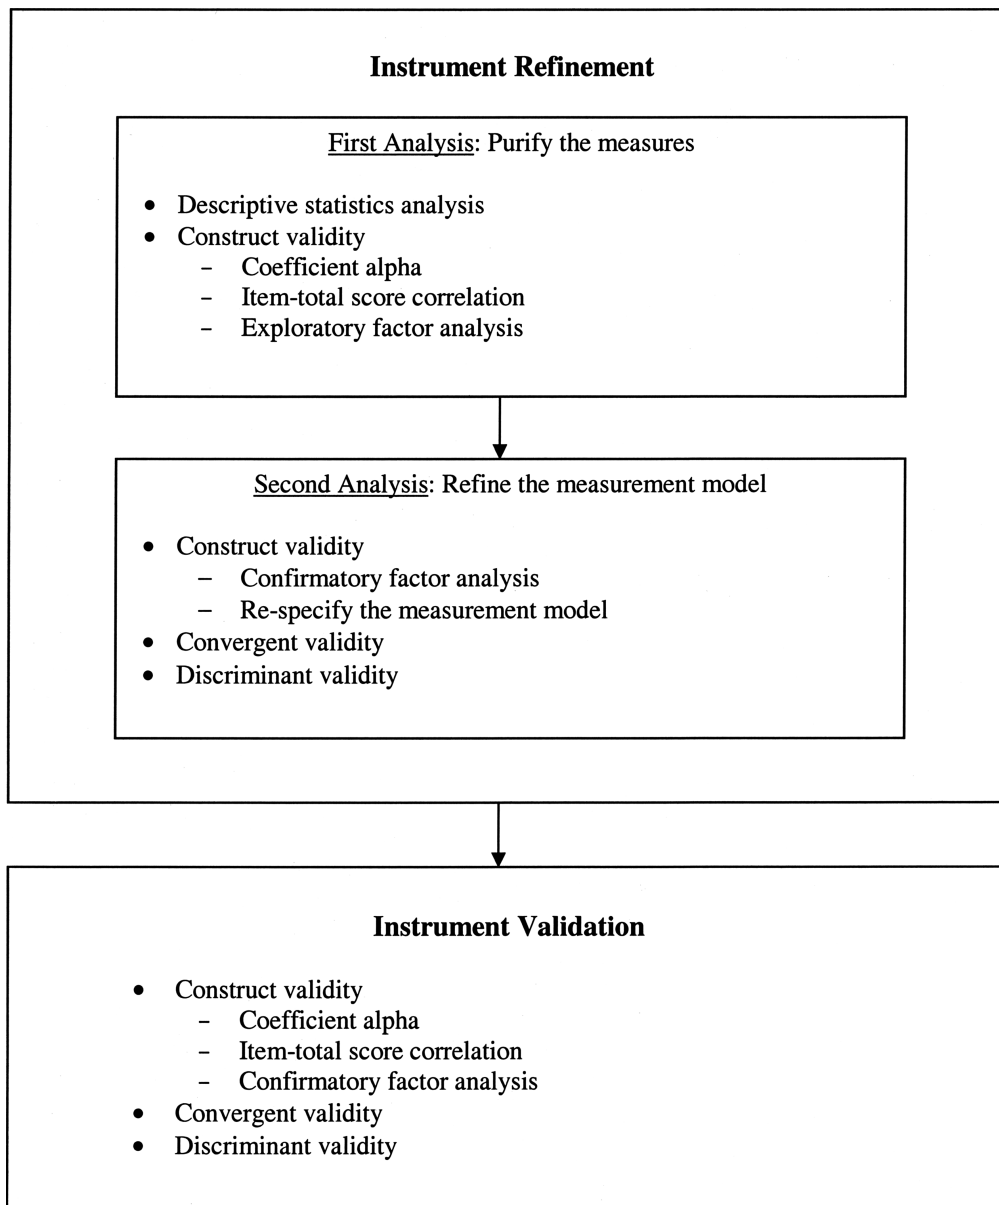 Instrument Refinement
First Analysis: Purify the measures
• Descriptive statistics analysis
• Construct validity
– Coefficient alpha
– Item-total score correlation
– Exploratory factor analysis
Second Analysis: Refine the measurement model
• Construct validity
– Confirmatory factor analysis
– Re-specify the measurement model
• Convergent validity
• Discriminant validity
Instrument Validation
• Construct validity
– Coefficient alpha
– Item-total score correlation
– Confirmatory factor analysis
• Convergent validity
• Discriminant validity